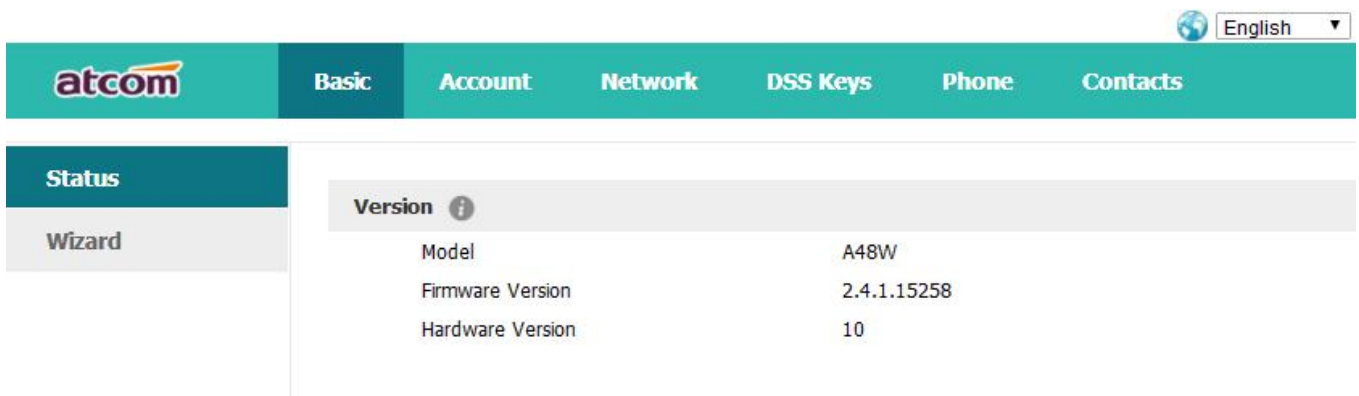 English
atcom Basic Account Network DSS Keys Phone Contacts
Status
Version
Wizard
Model A48W
Firmware Version 2.4.1.15258
Hardware Version 10